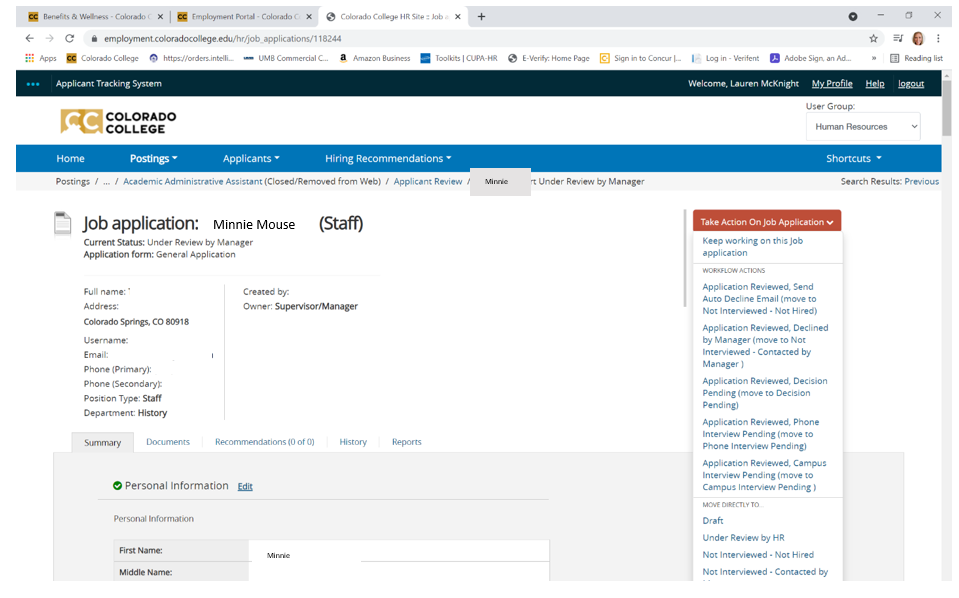 Benefits & Wellness - Colorado C
Employment Portal - Colorado C
Colorado College HR Site :: Job a
employment.coloradocollege.edu/hr/job_applications/118244
Apps
Colorado College
https://orders.intelli...
UMB Commercial C...
Amazon Business
Toolkits | CUPA-HR
E-Verify: Home Page
Sign in to Concur |...
Log in - Verifent
Adobe Sign, an Ad...
»
Reading list
Applicant Tracking System
Welcome, Lauren McKnight My Profile Help logout
COLORADO
COLLEGE
User Group:
Human Resources
Home Postings Applicants Hiring Recommendations Shortcuts
Postings / ... / Academic Administrative Assistant (Closed/Removed from Web) / Applicant Review / Minnie rt Under Review by Manager
Search Results: Previous
Job application: Minnie Mouse (Staff)
Current Status: Under Review by Manager
Application form: General Application
Full name:
Address:
Colorado Springs, CO 80918
Username:
Email:
Phone (Primary):
Phone (Secondary):
Position Type: Staff
Department: History
Created by:
Owner: Supervisor/Manager
Take Action On Job Application
Keep working on this Job
application
WORKFLOW ACTIONS
Application Reviewed, Send
Auto Decline Email (move to
Not Interviewed - Not Hired)
Application Reviewed, Declined
by Manager (move to Not
Interviewed - Contacted by
Manager )
Application Reviewed, Decision
Pending (move to Decision
Pending)
Application Reviewed, Phone
Interview Pending (move to
Phone Interview Pending)
Application Reviewed, Campus
Interview Pending (move to
Campus Interview Pending )
MOVE DIRECTLY TO...
Draft
Under Review by HR
Not Interviewed - Not Hired
Not Interviewed - Contacted by
Summary Documents Recommendations (0 of 0) History Reports
Personal Information Edit
Personal Information
First Name: Minnie
Middle Name: